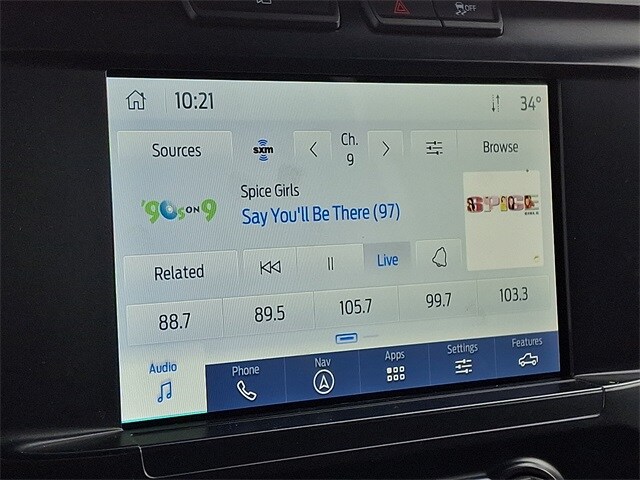 OFF
10:21
34°
Sources
sxm
Ch.
9
Browse
'90s ON 9
Spice Girls
Say You'll Be There (97)
SPICE
GIRLS
Related
Live
88.7
89.5
105.7
99.7
103.3
Audio
Phone
Nav
Apps
Settings
Features